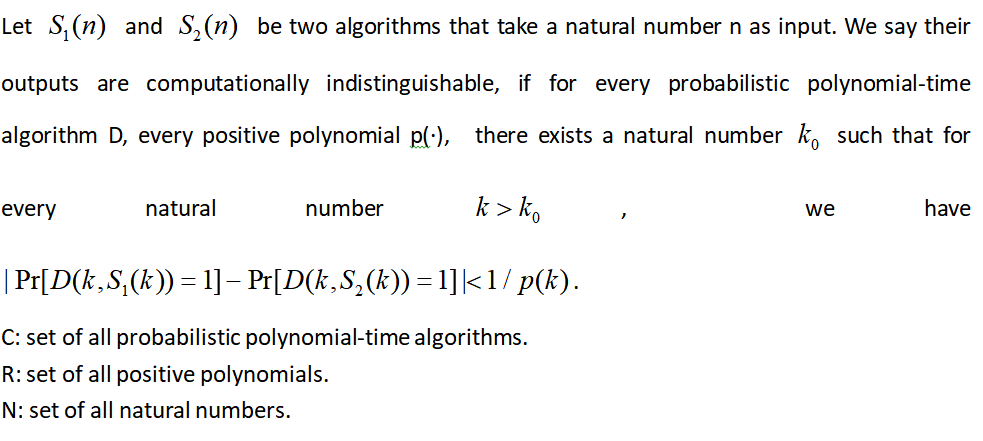 Let S₁(n) and S₂(n) be two algorithms that take a natural number n as input. We say their
outputs are computationally indistinguishable, if for every probabilistic polynomial-time
algorithm D, every positive polynomial p(·), there exists a natural number k₀ such that for
every natural number k > k₀ , we have
| Pr[D(k,S₁(k)) = 1] – Pr[D(k,S₂(k)) = 1] |< 1 / p(k).
C: set of all probabilistic polynomial-time algorithms.
R: set of all positive polynomials.
N: set of all natural numbers.